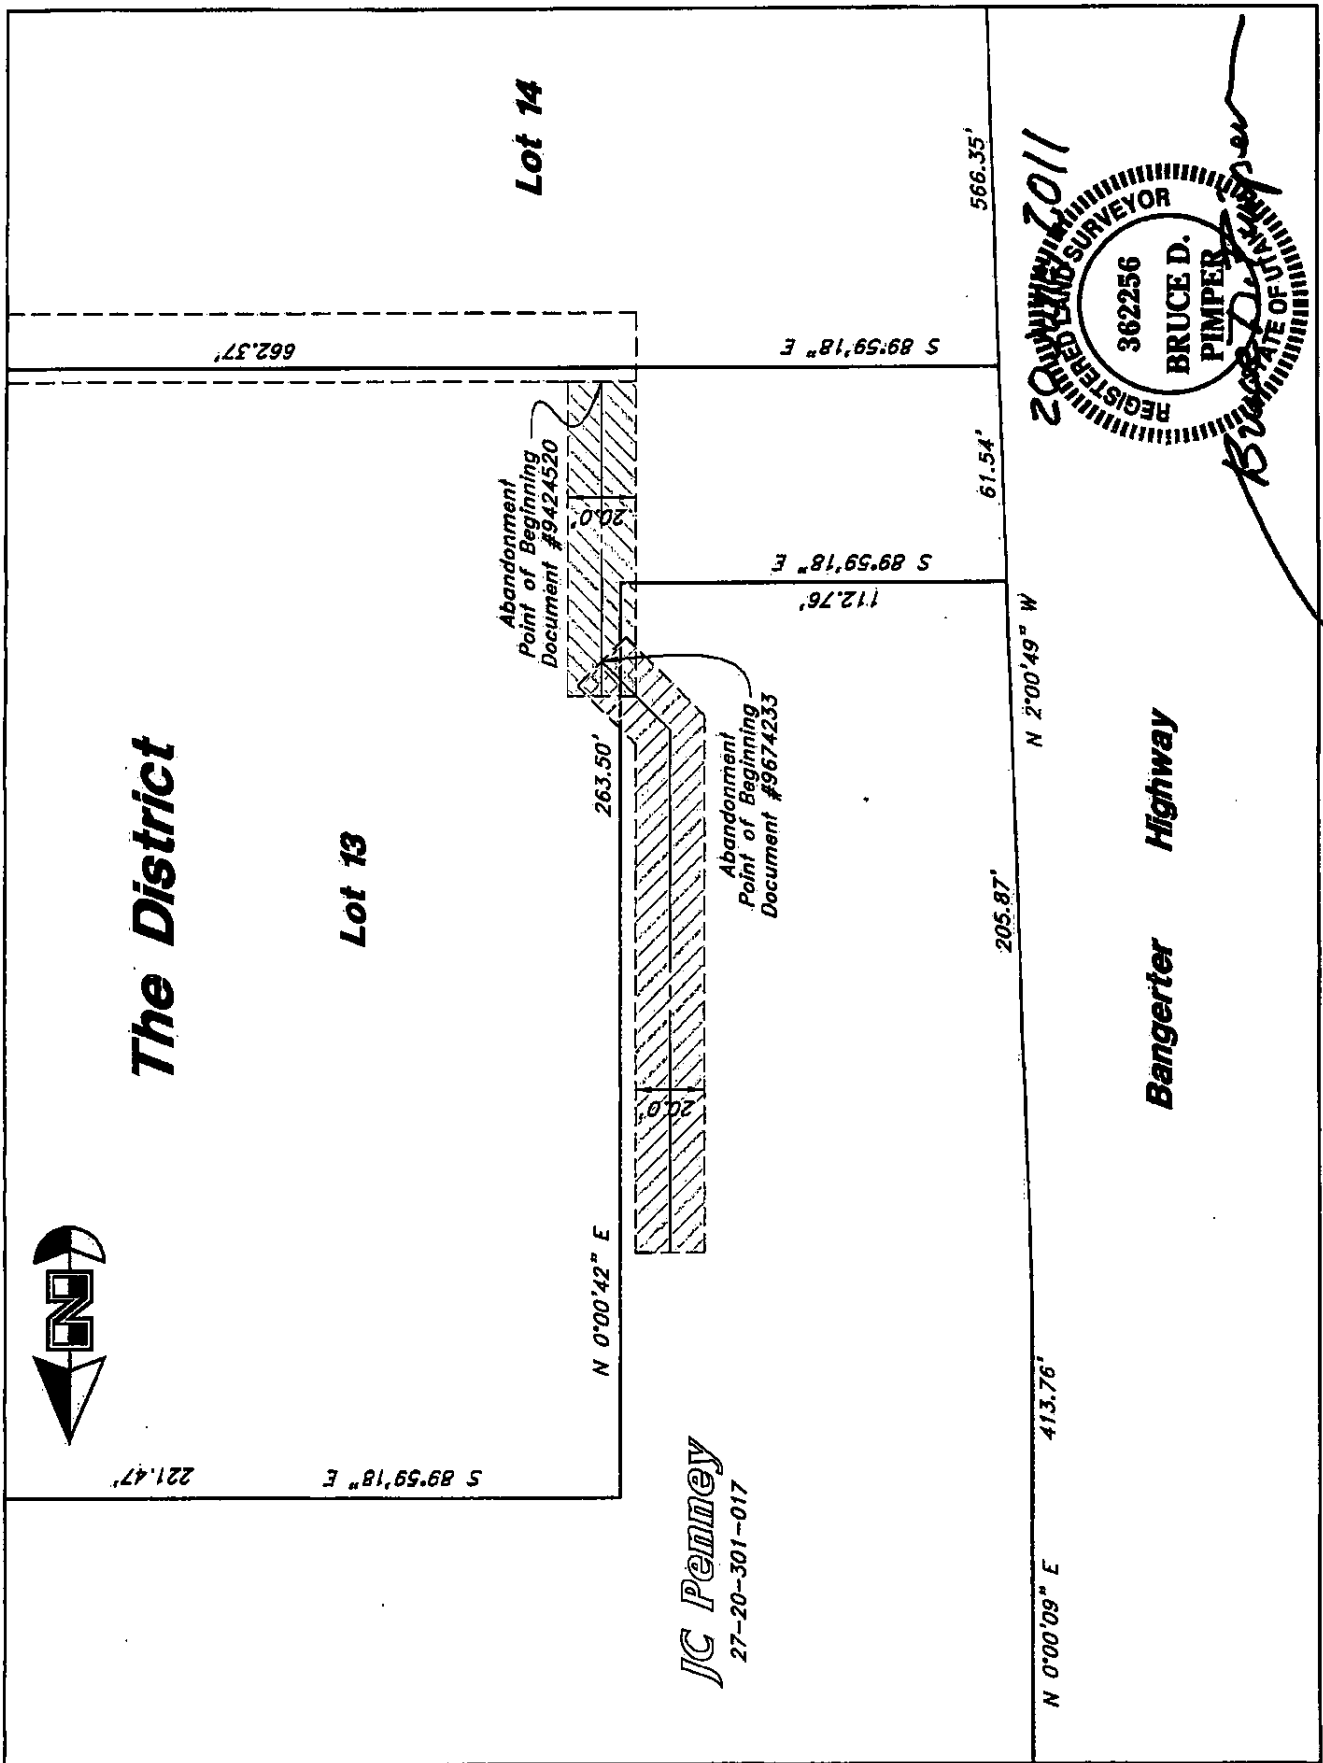 N
The District
Lot 13
Lot 14
221.47'
S 89°59'18" E
N 0°00'42" E
263.50'
662.37'
S 89°59'18" E
Abandonment
Point of Beginning
Document #9424520
20.0'
S 89°59'18" E
112.76'
Abandonment
Point of Beginning
Document #9674233
20.0'
JC Penney
27-20-301-017
N 0°00'09" E
413.76'
205.87'
N 2°00'49" W
61.54'
566.35'
Bangerter Highway
2011
REGISTERED LAND SURVEYOR
362256
BRUCE D.
PIMPER
STATE OF UTAH
Bruce D. Pimper